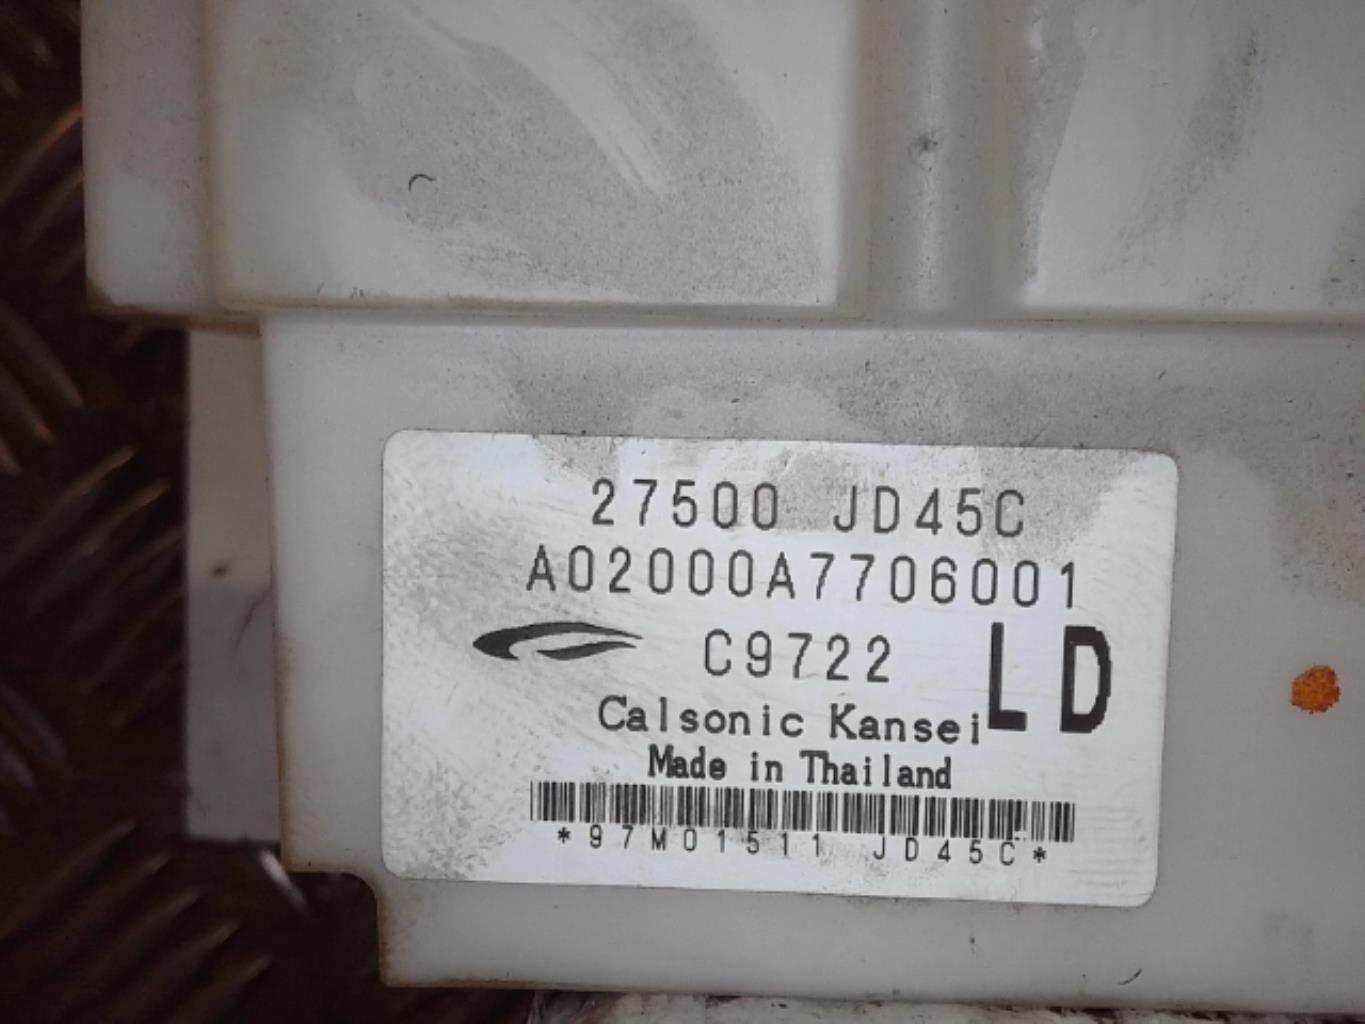 27500 JD45C
A02000A7706001
C9722 LD
Calsonic Kansei
Made in Thailand
*97M01511 JD45C*